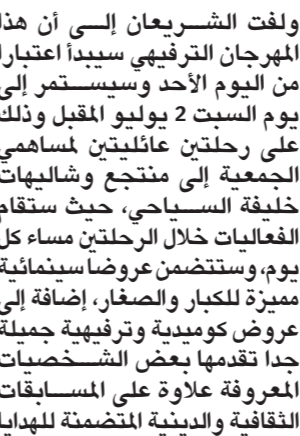 ولفت الشريعان إلى أن هذا
المهرجان الترفيهي سيبدأ اعتبارا
من اليوم الأحد وسيستمر إلى
يوم السبت 2 يوليو المقبل وذلك
على رحلتين عائليتين لمساهمي
الجمعية إلى منتجع وشاليهات
خليفة السياحي، حيث ستقام
الفعاليات خلال الرحلتين مساء كل
يوم، وستتضمن عروضا سينمائية
مميزة للكبار والصغار، إضافة إلى
عروض كوميدية وترفيهية جميلة
جدا تقدمها بعض الشخصيات
المعروفة علاوة على المسابقات
الثقافية والدينية المتضمنة للهدايا